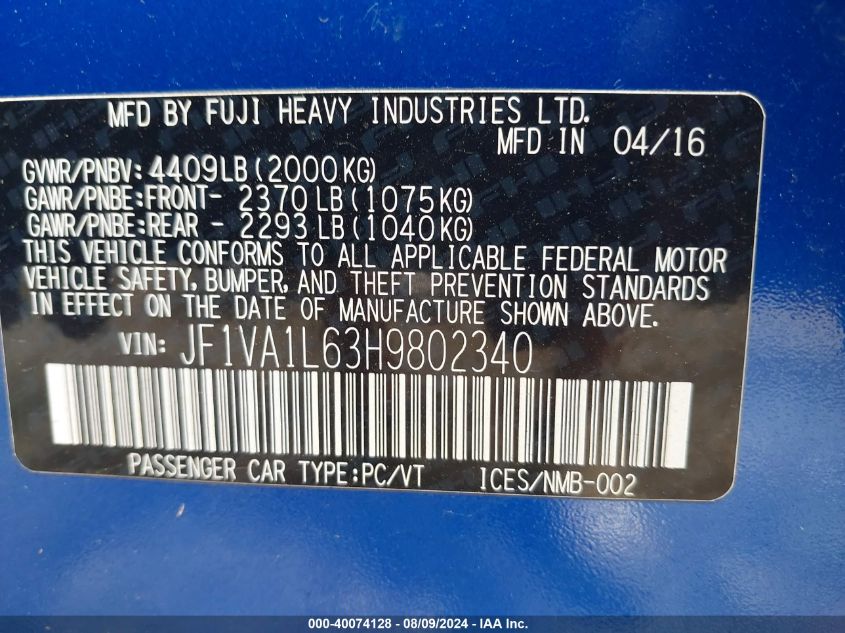 MFD BY FUJI HEAVY INDUSTRIES LTD.
MFD IN 04/16
GVWR/PNBV: 4409LB(2000KG)
GAWR/PNBE:FRONT- 2370LB(1075KG)
GAWR/PNBE:REAR - 2293LB(1040KG)
THIS VEHICLE CONFORMS TO ALL APPLICABLE FEDERAL MOTOR
VEHICLE SAFETY, BUMPER, AND THEFT PREVENTION STANDARDS
IN EFFECT ON THE DATE OF MANUFACTURE SHOWN ABOVE.
VIN: JF1VA1L63H9802340
PASSENGER CAR TYPE:PC/VT ICES/NMB-002
000-40074128 - 08/09/2024 - IAA Inc.